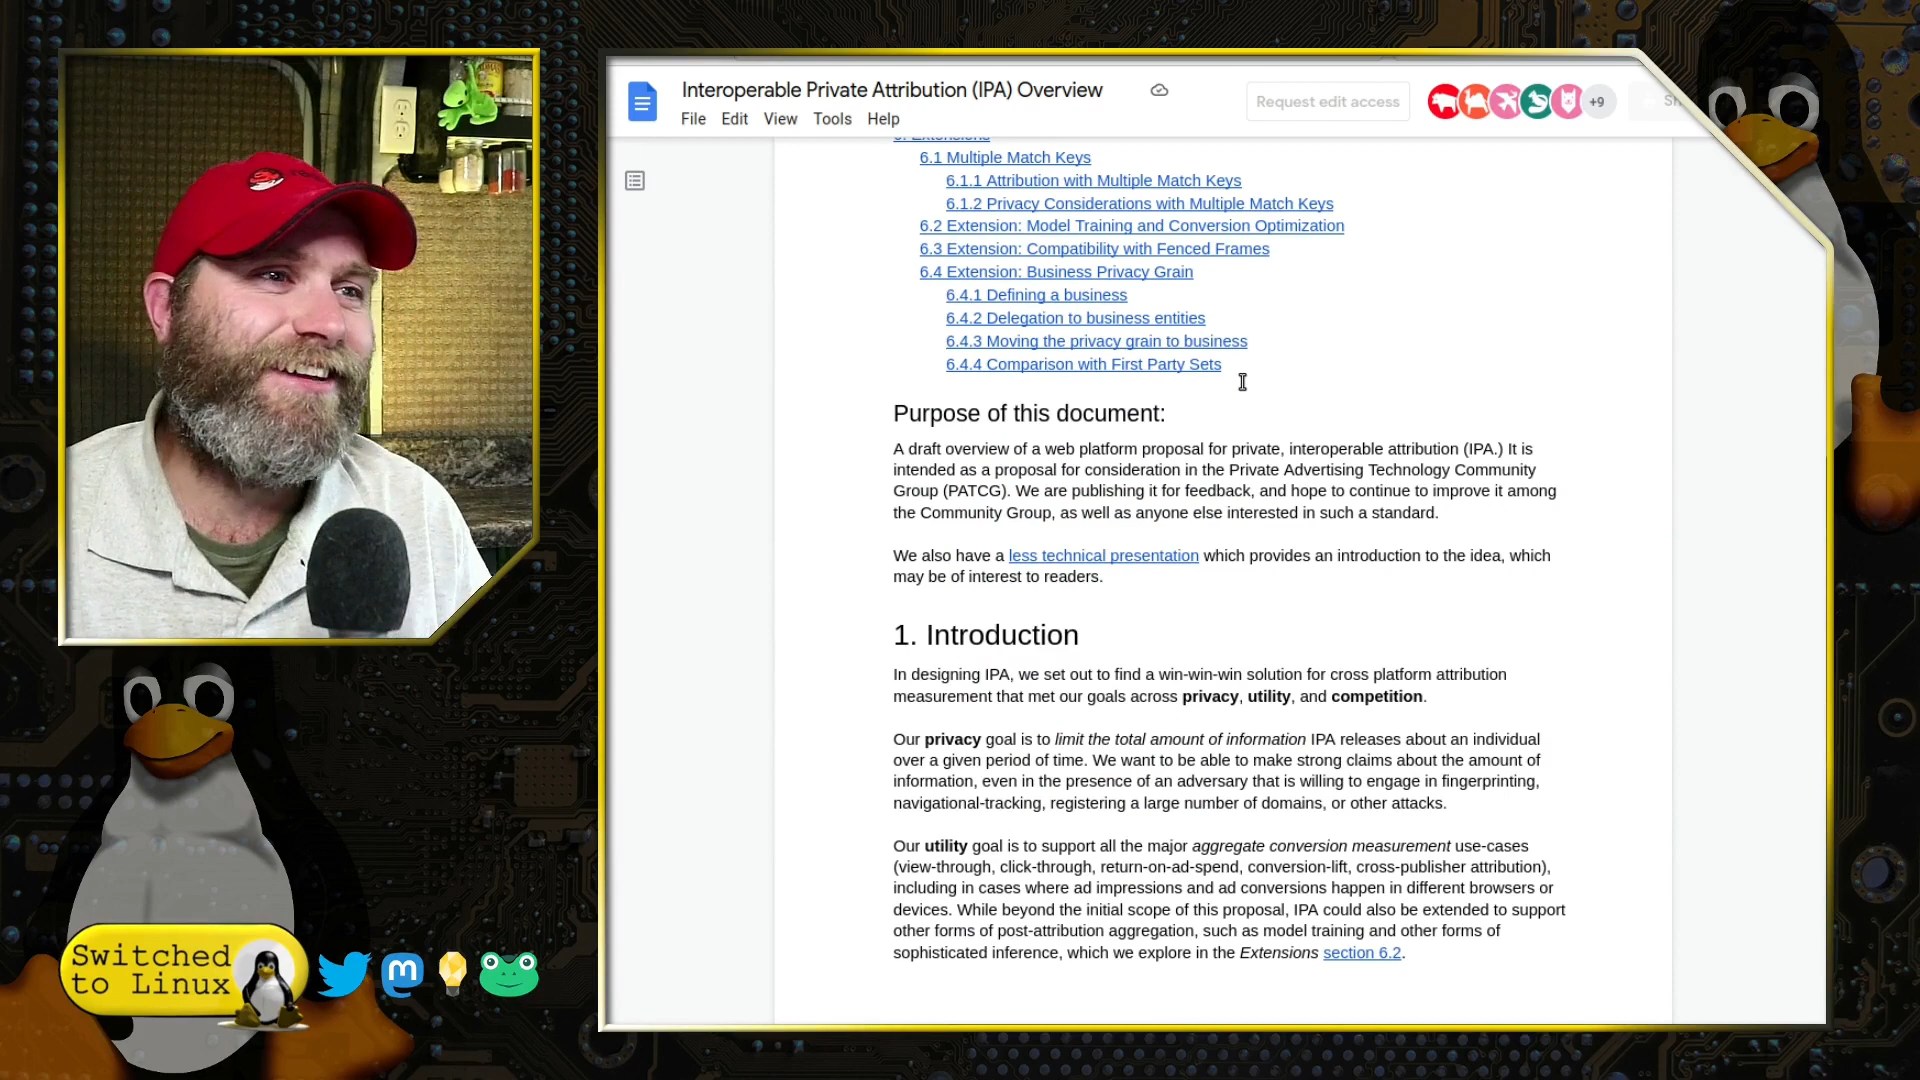 Interoperable Private Attribution (IPA) Overview
Request edit access
+9
File Edit View Tools Help
6.1 Multiple Match Keys
6.1.1 Attribution with Multiple Match Keys
6.1.2 Privacy Considerations with Multiple Match Keys
6.2 Extension: Model Training and Conversion Optimization
6.3 Extension: Compatibility with Fenced Frames
6.4 Extension: Business Privacy Grain
6.4.1 Defining a business
6.4.2 Delegation to business entities
6.4.3 Moving the privacy grain to business
6.4.4 Comparison with First Party Sets
Purpose of this document:
A draft overview of a web platform proposal for private, interoperable attribution (IPA.) It is
intended as a proposal for consideration in the Private Advertising Technology Community
Group (PATCG). We are publishing it for feedback, and hope to continue to improve it among
the Community Group, as well as anyone else interested in such a standard.
We also have a less technical presentation which provides an introduction to the idea, which
may be of interest to readers.
1. Introduction
In designing IPA, we set out to find a win-win-win solution for cross platform attribution
measurement that met our goals across privacy, utility, and competition.
Our privacy goal is to limit the total amount of information IPA releases about an individual
over a given period of time. We want to be able to make strong claims about the amount of
information, even in the presence of an adversary that is willing to engage in fingerprinting,
navigational-tracking, registering a large number of domains, or other attacks.
Our utility goal is to support all the major aggregate conversion measurement use-cases
(view-through, click-through, return-on-ad-spend, conversion-lift, cross-publisher attribution),
including in cases where ad impressions and ad conversions happen in different browsers or
devices. While beyond the initial scope of this proposal, IPA could also be extended to support
other forms of post-attribution aggregation, such as model training and other forms of
sophisticated inference, which we explore in the Extensions section 6.2.
Switched
to Linux